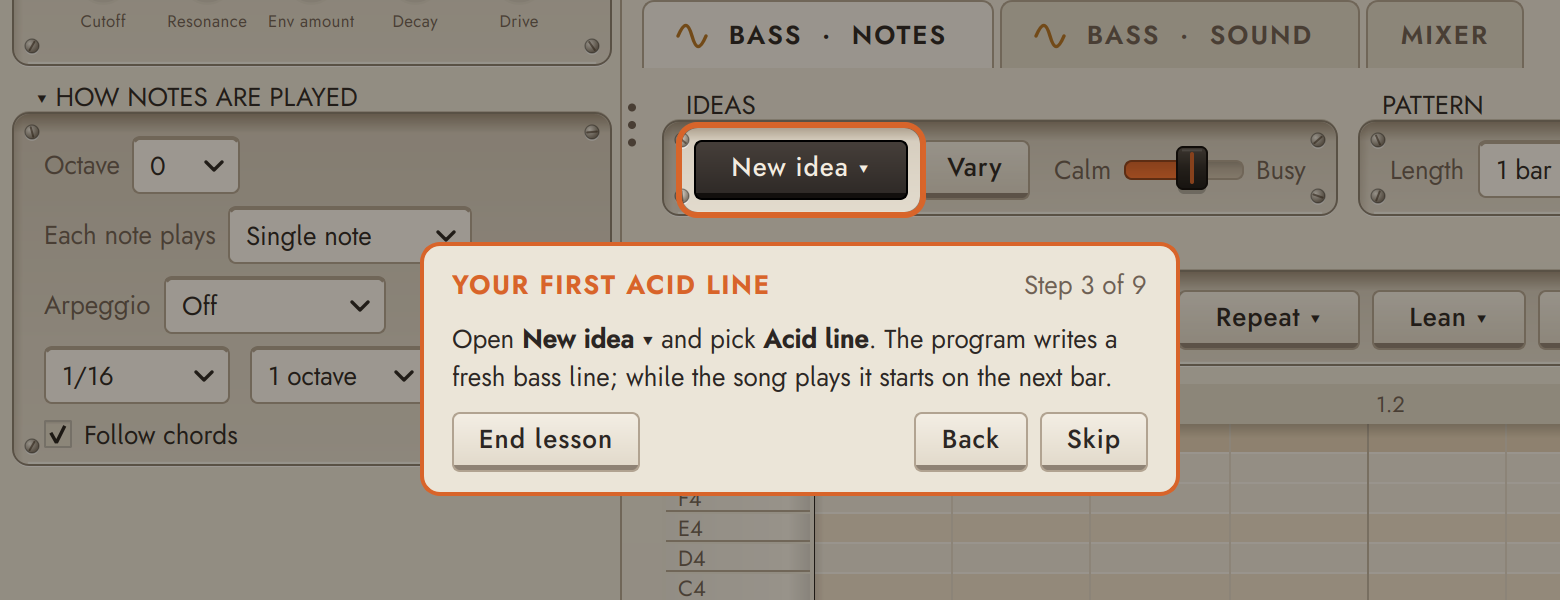 Cutoff Resonance Env amount Decay Drive
BASS · NOTES
BASS · SOUND
MIXER
▾ HOW NOTES ARE PLAYED
Octave 0
Each note plays Single note
Arpeggio Off
1/16 1 octave
Follow chords
IDEAS
New idea ▾ Vary Calm Busy
PATTERN
Length 1 bar
YOUR FIRST ACID LINE Step 3 of 9
Open New idea ▾ and pick Acid line. The program writes a
fresh bass line; while the song plays it starts on the next bar.
End lesson Back Skip
Repeat ▾ Lean ▾
1.2
F4
E4
D4
C4